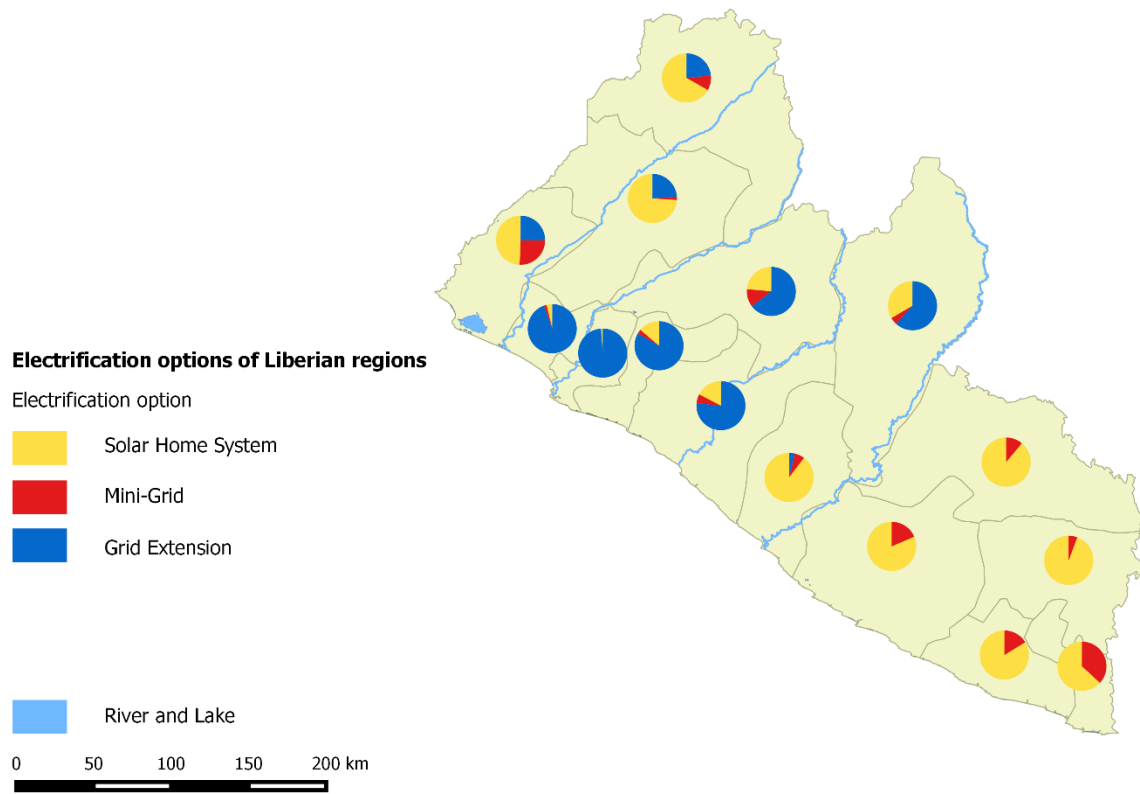 Electrification options of Liberian regions
Electrification option
Solar Home System
Mini-Grid
Grid Extension
River and Lake
0 50 100 150 200 km